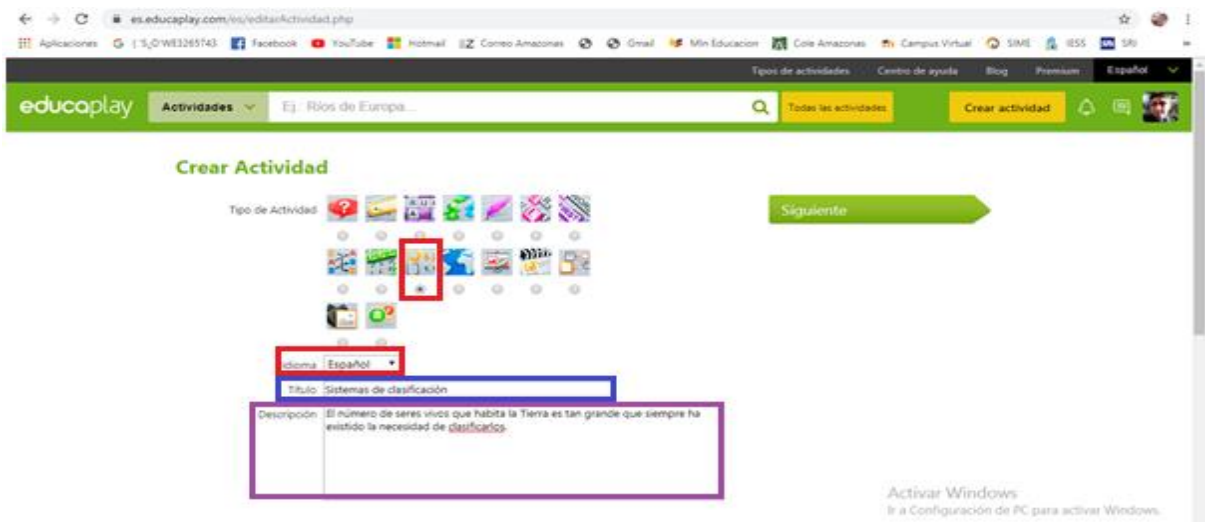 es.educaplay.com/es/editarActividad.php
Aplicaciones Facebook YouTube Hotmail Correo Amazonas Gmail Min Educacion Cole Amazonas Campus Virtual SIME IESS SRI
Tipos de actividades Centro de ayuda Blog Premium Español
educaplay Actividades Ej.: Ríos de Europa... Todas las actividades Crear actividad
Crear Actividad
Tipo de Actividad
Siguiente
Idioma Español
Título Sistemas de clasificación
Descripción El número de seres vivos que habita la Tierra es tan grande que siempre ha
existido la necesidad de clasificarlos.
Activar Windows
Ir a Configuración de PC para activar Windows.